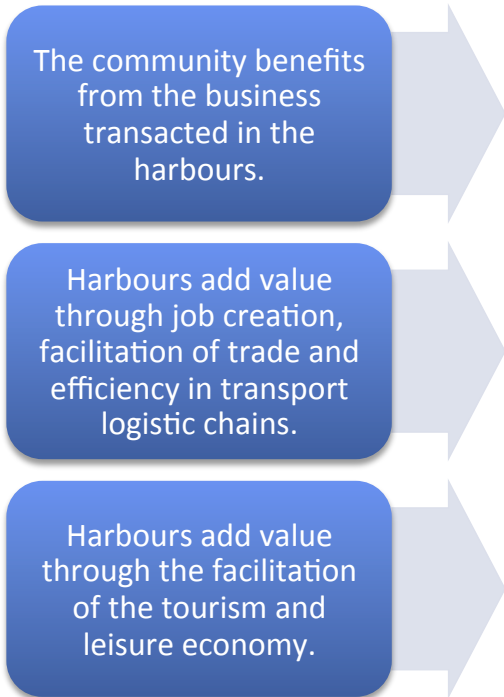 The community benefits
from the business
transacted in the
harbours.
Harbours add value
through job creation,
facilitation of trade and
efficiency in transport
logistic chains.
Harbours add value
through the facilitation
of the tourism and
leisure economy.